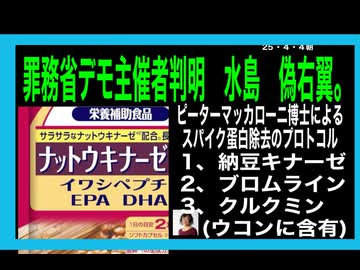 25・4・4朝
罪務省デモ主催者判明　水島　偽右翼。
栄養補助食品
サラサラなナットウキナーゼ配合。長
ナットウキナーゼ
イワシペプチ
EPA DHA
1日の目安2
ソフトカプセル
ピーターマッカローニ博士による
スパイク蛋白除去のプロトコル
1、納豆キナーゼ
2、ブロムライン
3、クルクミン
(ウコンに含有)